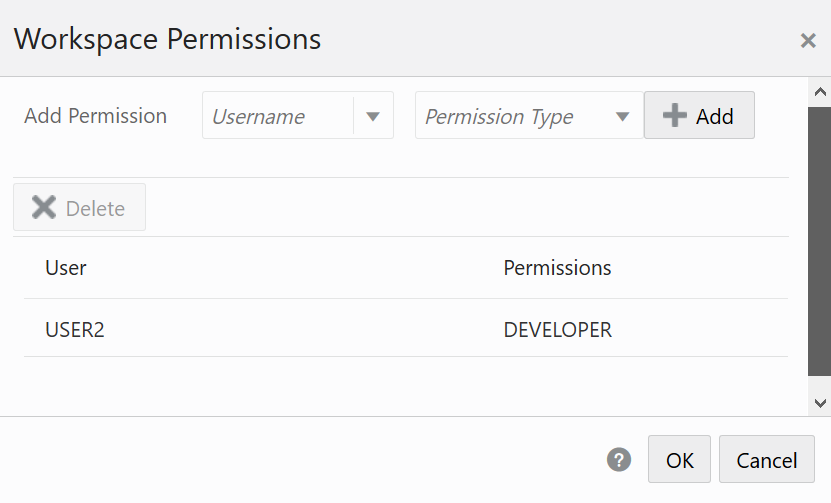 Workspace Permissions
Add Permission Username Permission Type Add
Delete
User Permissions
USER2 DEVELOPER
? OK Cancel